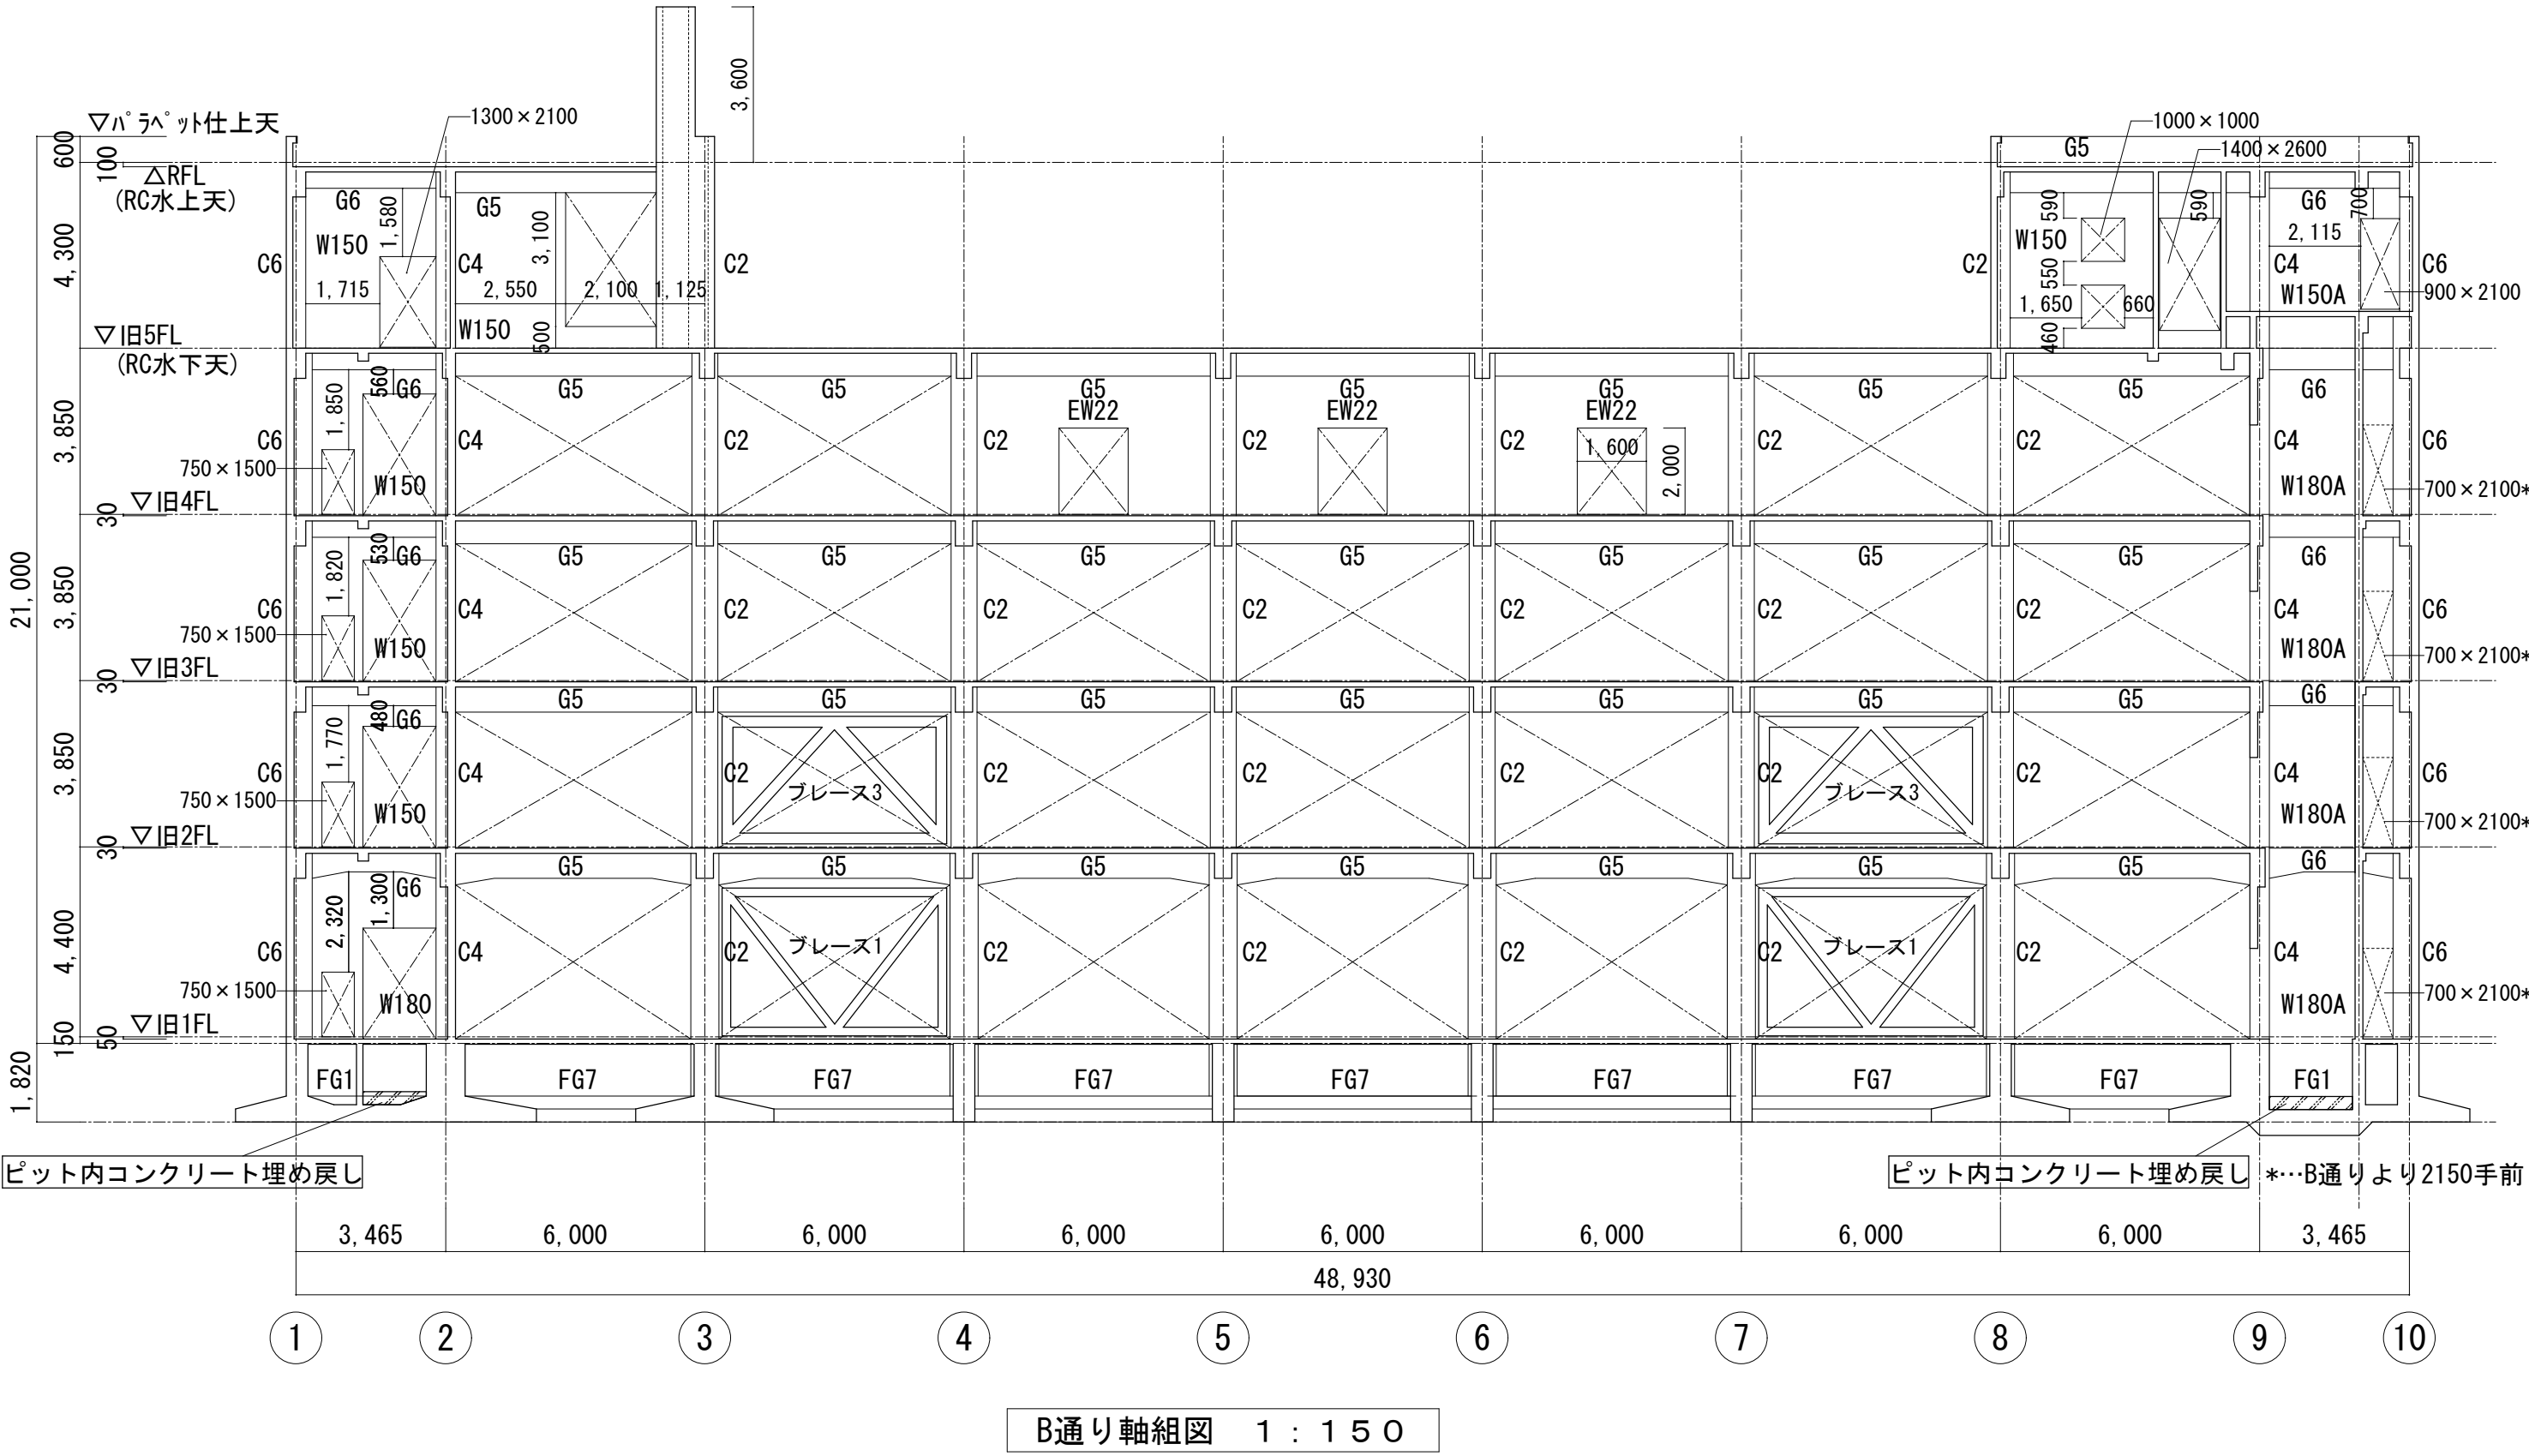 3,600
▽パラペット仕上天
1300×2100
1000×1000
600
100
G5
1400×2600
△RFL
(RC水上天)
G6
1,580
G5
3,100
590
590
G6
700
4,300
W150
W150
2,115
C6
C4
C2
C2
C4
C6
1,715
2,550
2,100
1,125
550
W150A
900×2100
1,650
660
W150
500
460
▽旧5FL
(RC水下天)
560
G6
G5
G5
G5
G5
G5
G5
G5
G6
1,850
EW22
EW22
EW22
3,850
C6
C4
C2
C2
C2
C2
C2
C2
C4
C6
1,600
2,000
750×1500
W150
W180A
700×2100*
30
▽旧4FL
530
G6
G5
G5
G5
G5
G5
G5
G5
G6
1,820
21,000
3,850
C6
C4
C2
C2
C2
C2
C2
C2
C4
C6
750×1500
W150
W180A
700×2100*
30
▽旧3FL
480
G6
G5
G5
G5
G5
G5
G5
G5
G6
1,770
3,850
C6
C4
C2
C2
C2
C2
C2
C2
C4
C6
750×1500
ブレース3
ブレース3
W150
W180A
700×2100*
30
▽旧2FL
G5
G5
G5
G5
G5
G5
G5
G6
1,300
G6
2,320
4,400
C6
C4
C2
ブレース1
C2
C2
C2
C2
ブレース1
C2
C4
C6
750×1500
W180
W180A
700×2100*
150
50
▽旧1FL
1,820
FG1
FG7
FG7
FG7
FG7
FG7
FG7
FG7
FG1
ピット内コンクリート埋め戻し
ピット内コンクリート埋め戻し
*…B通りより2150手前
3,465
6,000
6,000
6,000
6,000
6,000
6,000
6,000
3,465
48,930
1
2
3
4
5
6
7
8
9
10
B通り軸組図 1:150